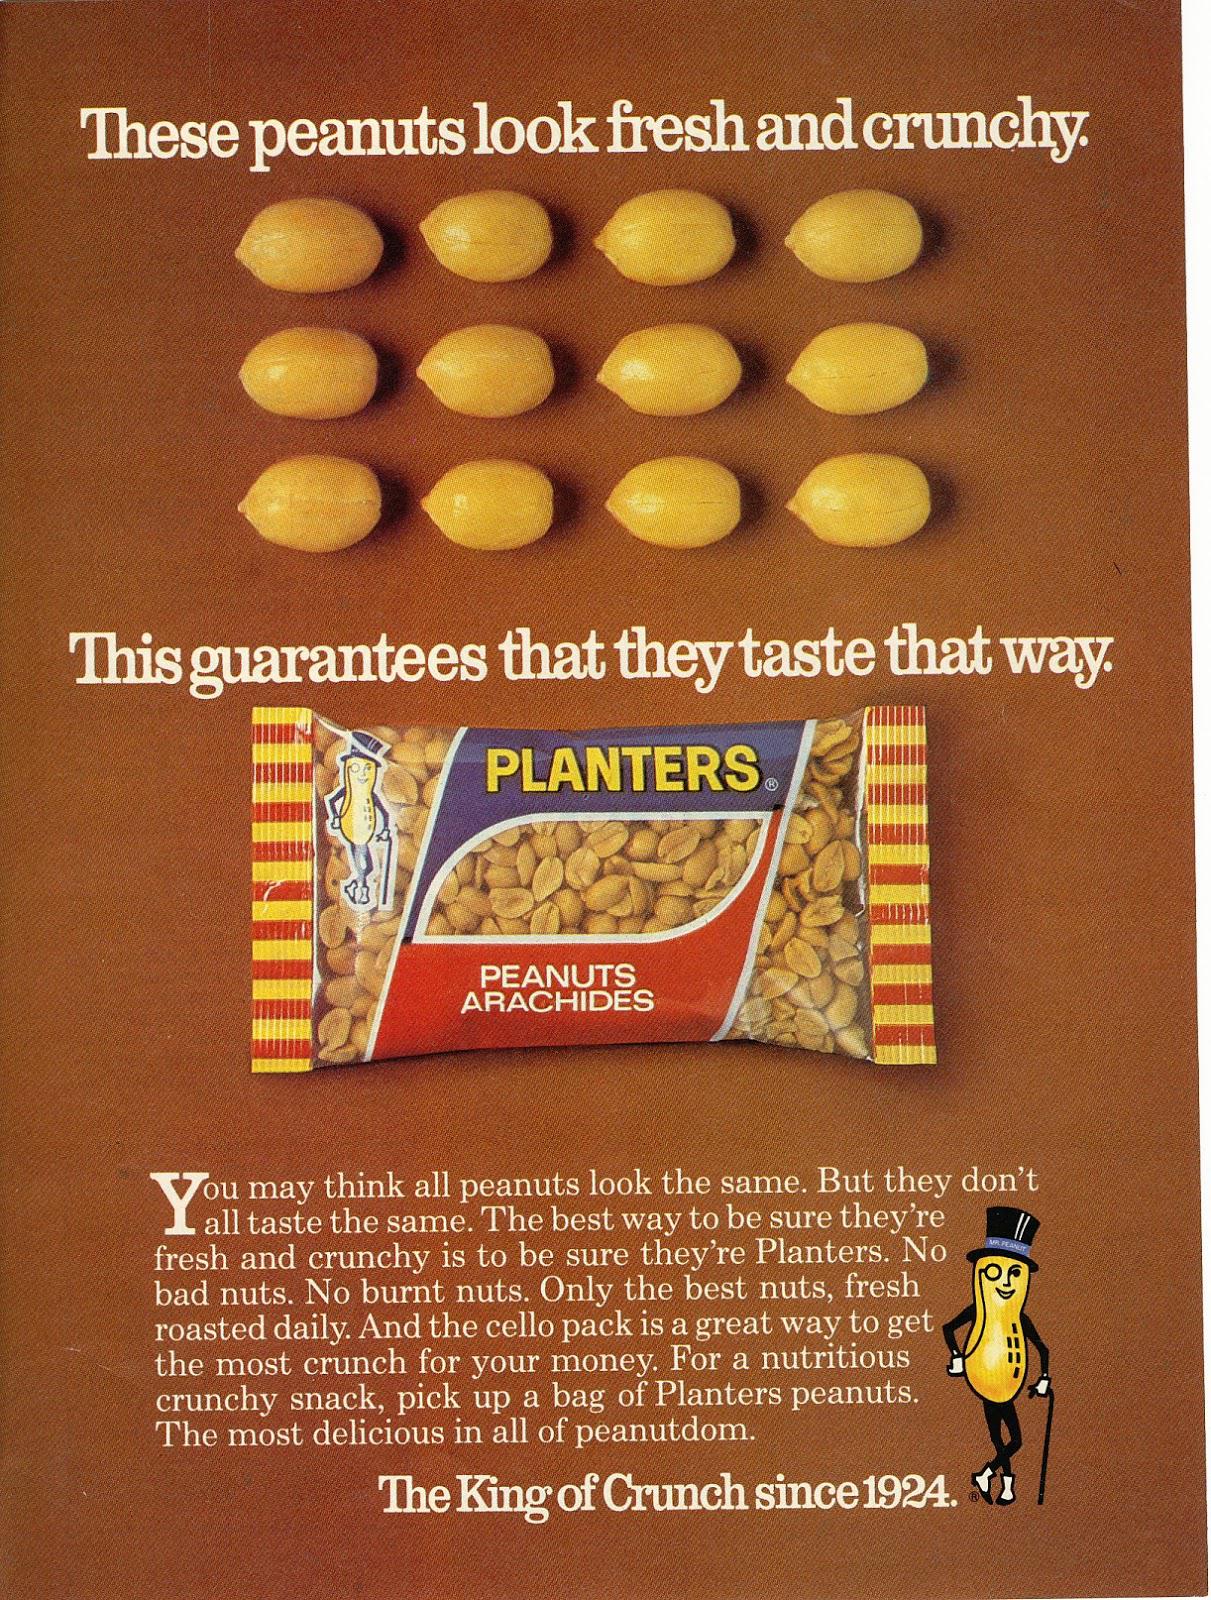 These peanuts look fresh and crunchy.
This guarantees that they taste that way.
PLANTERS®
PEANUTS
ARACHIDES
You may think all peanuts look the same. But they don't
all taste the same. The best way to be sure they're
fresh and crunchy is to be sure they're Planters. No
bad nuts. No burnt nuts. Only the best nuts, fresh
roasted daily. And the cello pack is a great way to get
the most crunch for your money. For a nutritious
crunchy snack, pick up a bag of Planters peanuts.
The most delicious in all of peanutdom.
MR. PEANUT
The King of Crunch since 1924.
®